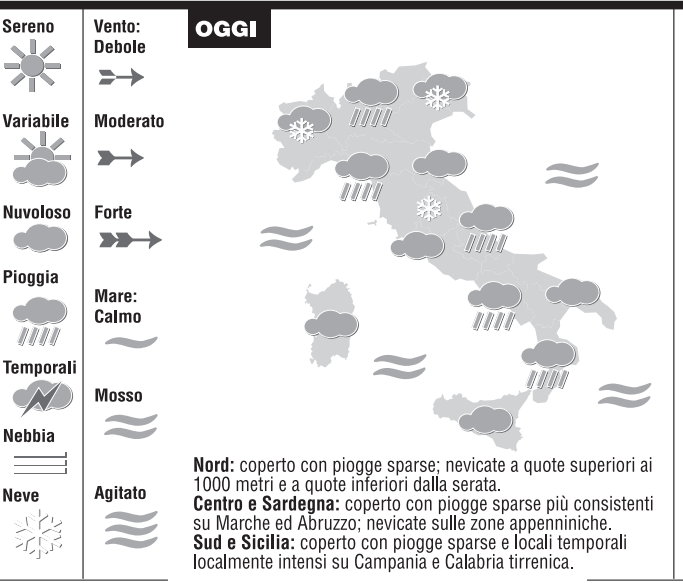 Sereno
Variabile
Nuvoloso
Pioggia
Temporali
Nebbia
Neve
Vento:
Debole
Moderato
Forte
Mare:
Calmo
Mosso
Agitato
OGGI
Nord: coperto con piogge sparse; nevicate a quote superiori ai
1000 metri e a quote inferiori dalla serata.
Centro e Sardegna: coperto con piogge sparse più consistenti
su Marche ed Abruzzo; nevicate sulle zone appenniniche.
Sud e Sicilia: coperto con piogge sparse e locali temporali
localmente intensi su Campania e Calabria tirrenica.